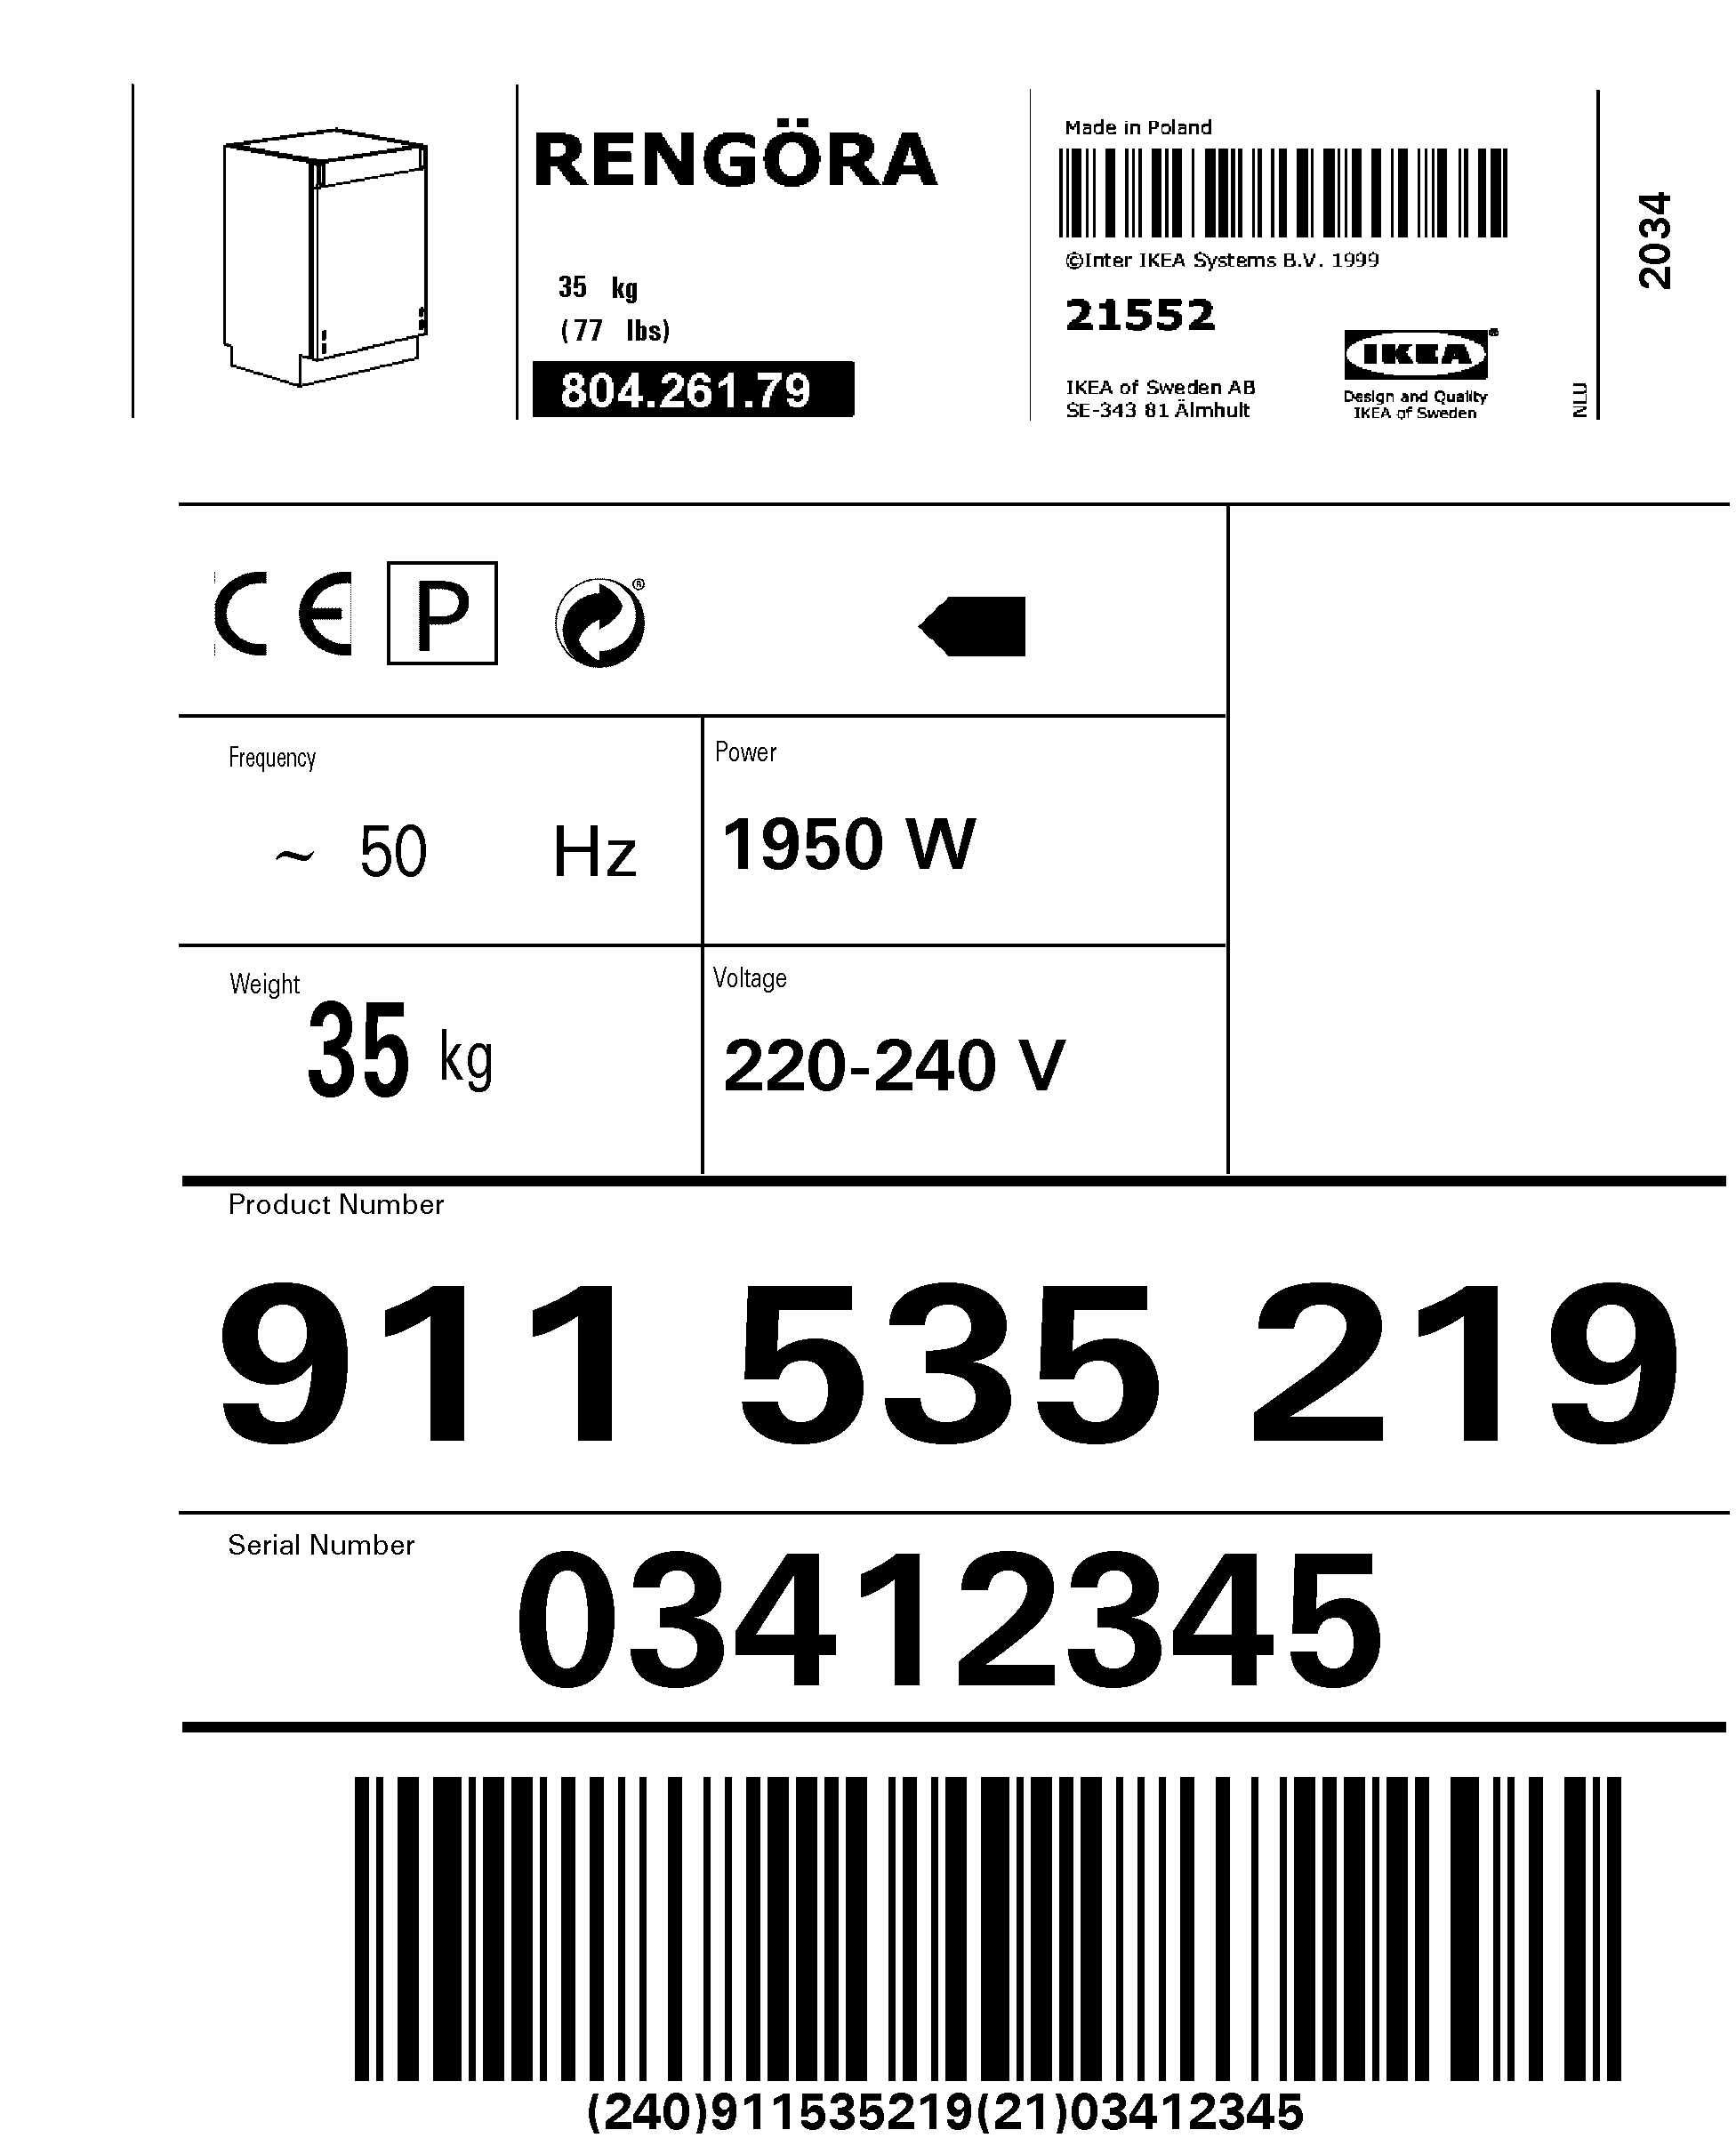 RENGÖRA
35 kg
(77 lbs)
804.261.79
Made in Poland
©Inter IKEA Systems B.V. 1999
21552
IKEA of Sweden AB
SE-343 81 Älmhult
IKEA®
Design and Quality
IKEA of Sweden
NLU
2034
CE
P
®
Frequency
~ 50 Hz
Power
1950 W
Weight
35 kg
Voltage
220-240 V
Product Number
911 535 219
Serial Number
03412345
(240)911535219(21)03412345